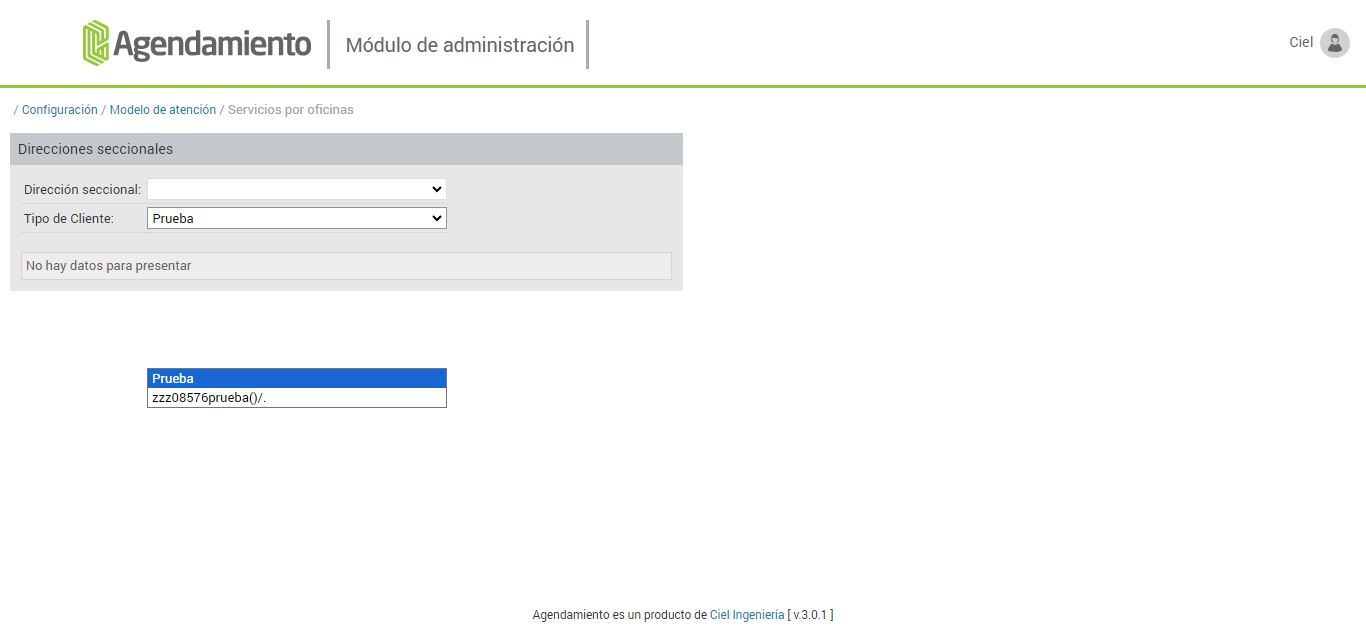 Agendamiento
Módulo de administración
Ciel
/ Configuración / Modelo de atención / Servicios por oficinas
Direcciones seccionales
Dirección seccional:
Tipo de Cliente: Prueba
No hay datos para presentar
Prueba
zzz08576prueba()/.
Agendamiento es un producto de Ciel Ingeniería [ v.3.0.1 ]